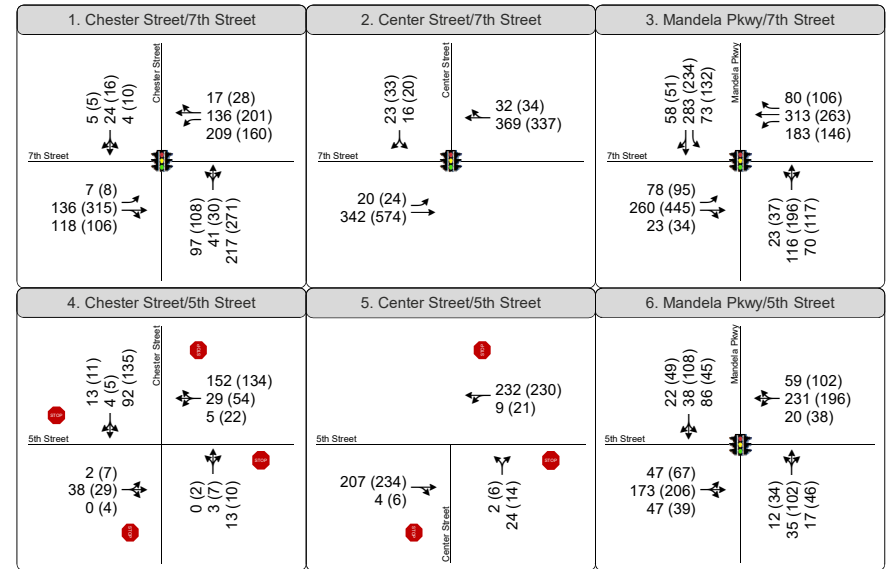 1. Chester Street/7th Street
5 (5)
24 (16)
4 (10)
Chester Street
17 (28)
136 (201)
209 (160)
7th Street
7 (8)
136 (315)
118 (106)
97 (108)
41 (30)
217 (271)
2. Center Street/7th Street
23 (33)
16 (20)
Center Street
32 (34)
369 (337)
7th Street
20 (24)
342 (574)
3. Mandela Pkwy/7th Street
58 (51)
283 (234)
73 (132)
Mandela Pkwy
80 (106)
313 (263)
183 (146)
7th Street
78 (95)
260 (445)
23 (34)
23 (37)
116 (196)
70 (117)
4. Chester Street/5th Street
13 (11)
4 (5)
92 (135)
Chester Street
STOP
152 (134)
29 (54)
5 (22)
STOP
5th Street
STOP
2 (7)
38 (29)
0 (4)
0 (2)
3 (7)
13 (10)
STOP
5. Center Street/5th Street
STOP
232 (230)
9 (21)
5th Street
STOP
207 (234)
4 (6)
2 (6)
24 (14)
STOP
Center Street
6. Mandela Pkwy/5th Street
22 (49)
38 (108)
86 (45)
Mandela Pkwy
59 (102)
231 (196)
20 (38)
5th Street
47 (67)
173 (206)
47 (39)
12 (34)
35 (102)
17 (46)